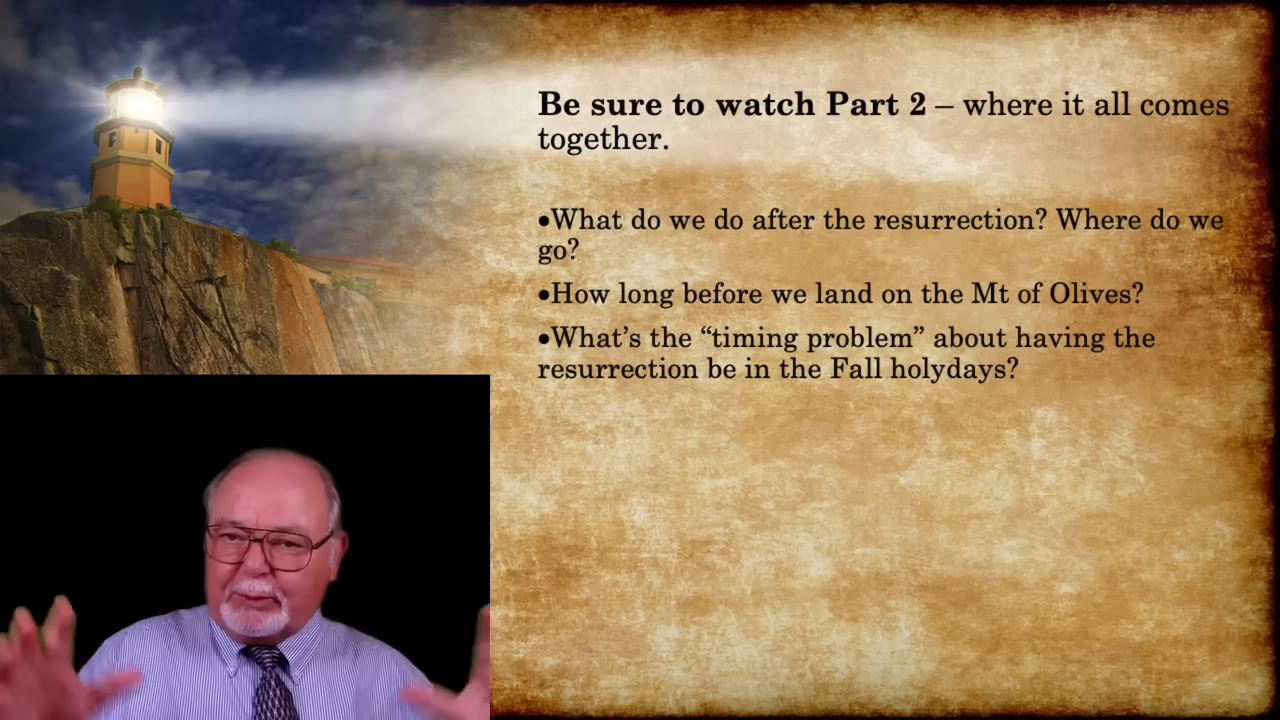 Be sure to watch Part 2 – where it all comes
together.
•What do we do after the resurrection? Where do we
go?
•How long before we land on the Mt of Olives?
•What’s the “timing problem” about having the
resurrection be in the Fall holydays?